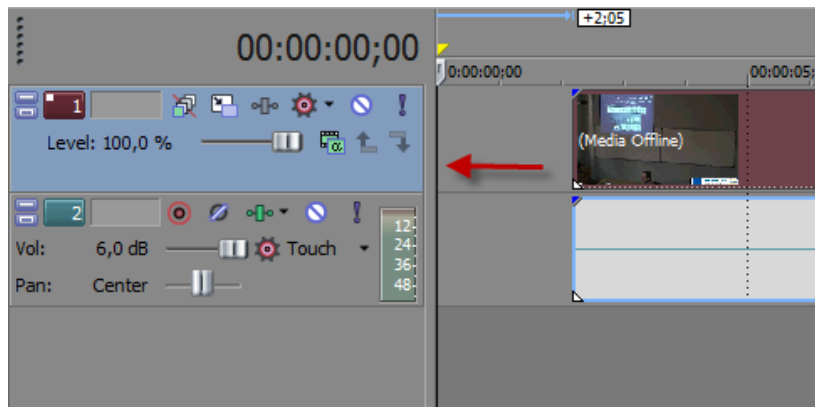 +2;05
00:00:00;00
0:00:00;00
00:00:05;
1
Level: 100,0 %
(Media Offline)
2
12
24
36
48
Vol: 6,0 dB
Touch
Pan: Center